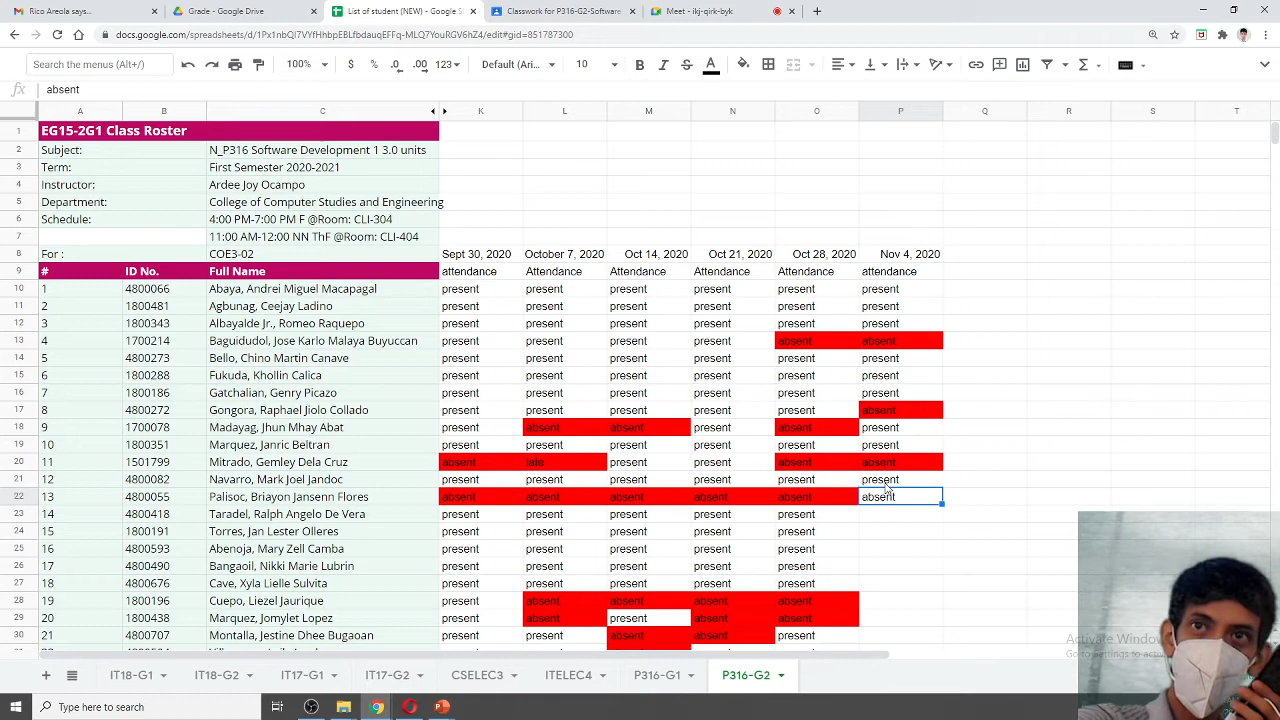 Rico Areola sa... Grade - Google Drive List of student (NEW) - Google S Classwork for P316-G2-Software Meet - ikj-qirk-byk
docs.google.com/spreadsheets/d/1Px1nbQI7VYfHhbpEBLfbdauqEFmg-MLQ7YouRGV6hZ4/edit#gid=851787300
Search the menus (Alt+/) 100% $ % .0 .00 123 Default (Ari... 10 B I S A
fx absent
A B C K L M N O P Q R S T
1 EG15-2G1 Class Roster
2 Subject: N_P316 Software Development 1 3.0 units
3 Term: First Semester 2020-2021
4 Instructor: Ardee Joy Ocampo
5 Department: College of Computer Studies and Engineering
6 Schedule: 4:00 PM-7:00 PM F @Room: CLI-304
7 11:00 AM-12:00 NN ThF @Room: CLI-404
8 For : COE3-02 Sept 30, 2020 October 7, 2020 Oct 14, 2020 Oct 21, 2020 Oct 28, 2020 Nov 4, 2020
9 # ID No. Full Name attendance Attendance Attendance Attendance Attendance attendance
10 1 4800066 Abaya, Andrei Miguel Macapagal present present present present present present
11 2 1800481 Agbunag, Ceejay Ladino present present present present present present
12 3 1800343 Albayalde Jr., Romeo Raquepo present present present present present present
13 4 1700214 Baguidudol, Jose Karlo Malaya Buyuccan present present present present absent absent
14 5 4800273 Bello, Chino Martin Canave present present present present present present
15 6 1800288 Fukuda, Khollin Calica present present present present present present
16 7 1800186 Gatchalian, Genry Picazo present present present present present present
17 8 4800272 Gongora, Raphael Jiolo Collado present present present present present absent
18 9 1700078 Madayag, Jhun Mhay Abat present absent absent present absent present
19 10 1800351 Marquez, Janric Beltran present present present present present present
20 11 1501799 Mitrado, Gemley Dela Cruz absent late present present absent absent
21 12 4800082 Navarro, Mark Joel Jandoc present present present present present present
22 13 4800055 Palisoc, Briayon Jansenn Flores absent absent absent absent absent absent
23 14 4800418 Taradel, Ralph Angelo De Vera present present present present present
24 15 1800191 Torres, Jan Lester Olleres present present present present present
25 16 4800593 Abenoja, Mary Zell Camba present present present present present
26 17 4800490 Bangaoil, Nikki Marie Lubrin present present present present present
27 18 4800676 Cave, Xyla Lielle Sulvita present present present present present
28 19 1800196 Cuepo, Liezel Jaurique present absent absent absent absent
29 20 1800438 Marquez, Jomylet Lopez present absent present absent absent
30 21 4800707 Montalla, Jestine Dhee Bugaoan present present absent absent present
Activate Window
Go to Settings to activ
IT18-G1 IT18-G2 IT17-G1 IT17-G2 CSELEC3 ITELEC4 P316-G1 P316-G2
Type here to search